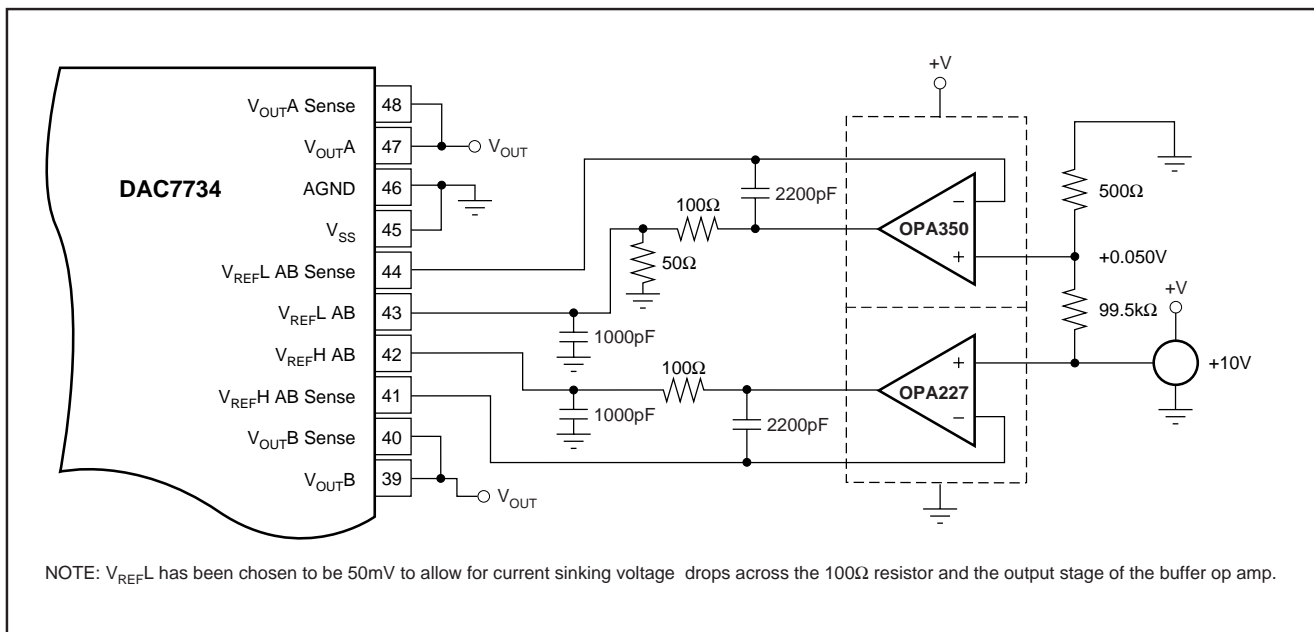 DAC7734
V_OUTA Sense 48
V_OUTA 47
V_OUT
AGND 46
V_SS 45
V_REFL AB Sense 44
V_REFL AB 43
V_REFH AB 42
V_REFH AB Sense 41
V_OUTB Sense 40
V_OUTB 39
V_OUT
100Ω
2200pF
50Ω
1000pF
100Ω
1000pF
2200pF
+V
OPA350
−
+
500Ω
+0.050V
99.5kΩ
+V
OPA227
+
−
+10V
NOTE: V_REFL has been chosen to be 50mV to allow for current sinking voltage drops across the 100Ω resistor and the output stage of the buffer op amp.